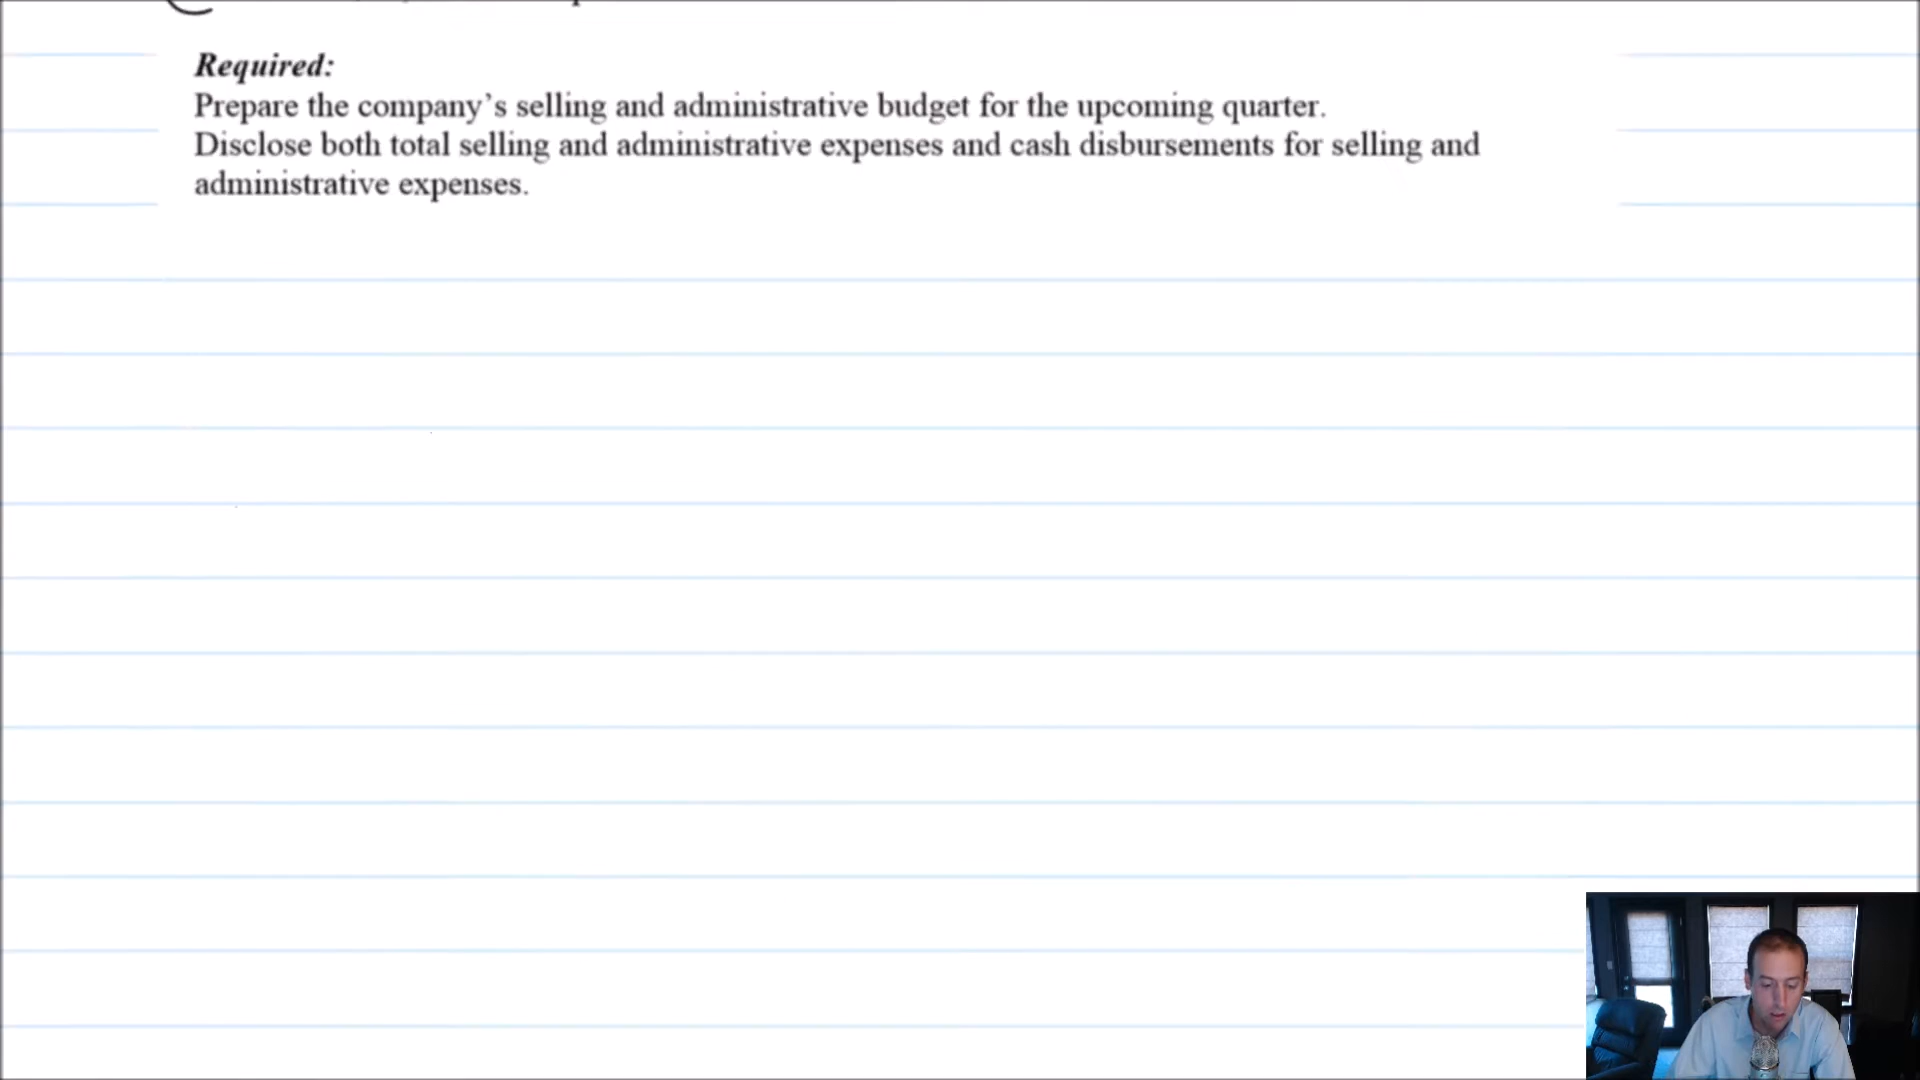 Required:
Prepare the company’s selling and administrative budget for the upcoming quarter.
Disclose both total selling and administrative expenses and cash disbursements for selling and
administrative expenses.